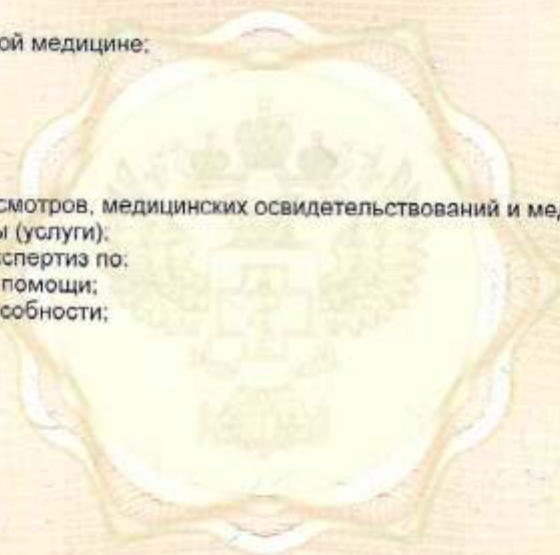 ой медицине;
смотров, медицинских освидетельствований и мед
ы (услуги);
спертиз по:
помощи;
собности;